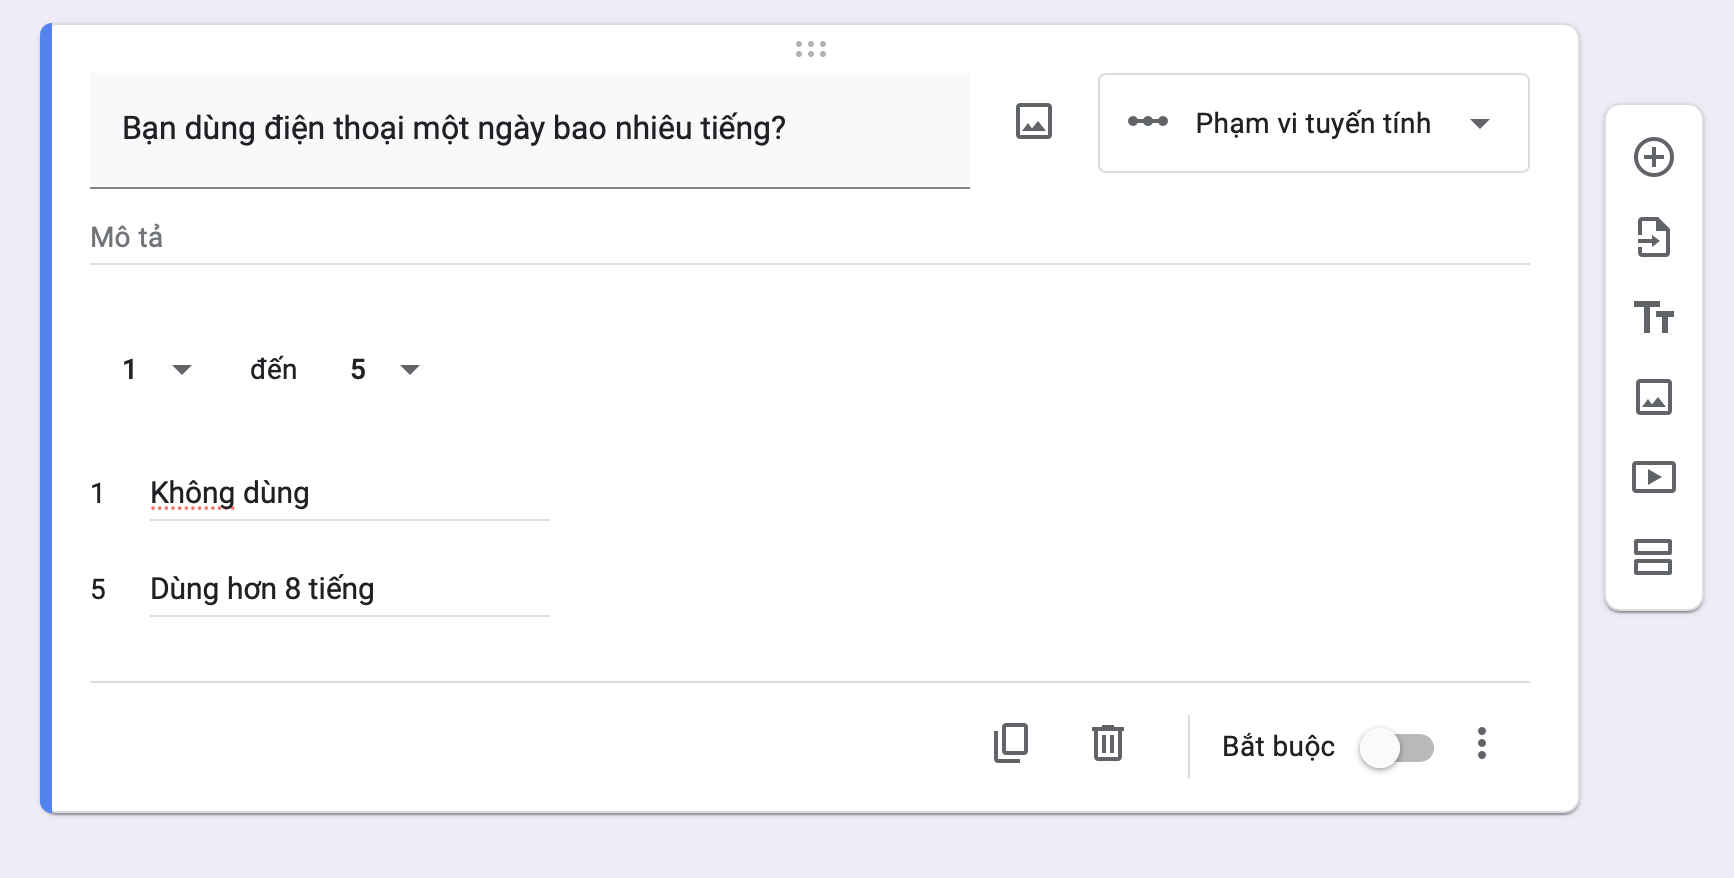 Bạn dùng điện thoại một ngày bao nhiêu tiếng?
Phạm vi tuyến tính
Mô tả
1 đến 5
1 Không dùng
5 Dùng hơn 8 tiếng
Bắt buộc